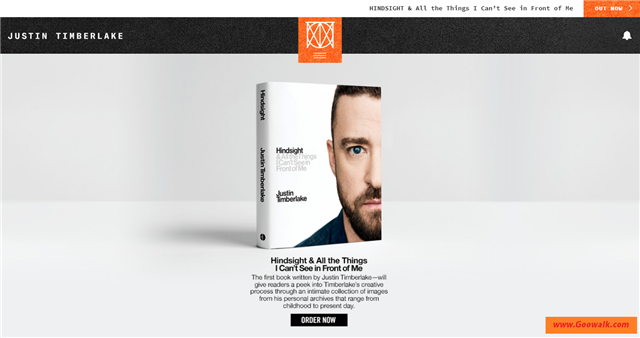 HINDSIGHT & All the Things I Can't See in Front of Me
OUT NOW
JUSTIN TIMBERLAKE
Hindsight
Justin Timberlake
Hindsight
& All the Things
I Can't See in
Front of Me
Justin
Timberlake
Hindsight & All the Things
I Can't See in Front of Me
The first book written by Justin Timberlake—will
give readers a peek into Timberlake's creative
process through an intimate collection of images
from his personal archives that range from
childhood to present day.
ORDER NOW
www.Goowalk.com